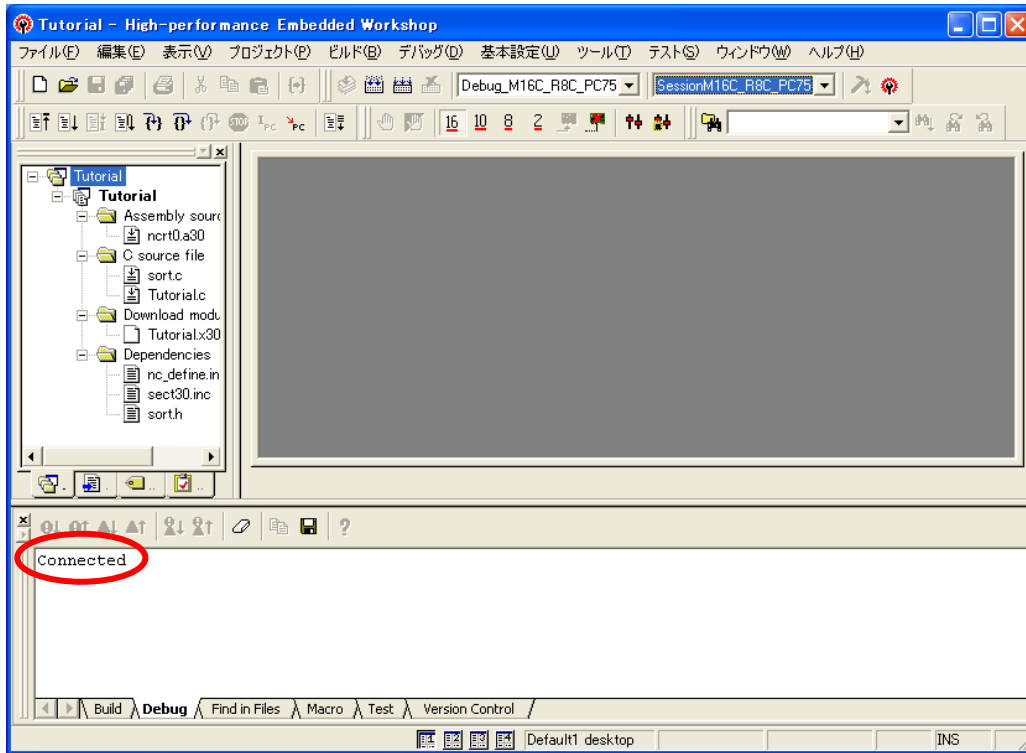 Tutorial - High-performance Embedded Workshop
ファイル(F) 編集(E) 表示(V) プロジェクト(P) ビルド(B) デバッグ(D) 基本設定(U) ツール(T) テスト(S) ウィンドウ(W) ヘルプ(H)
Debug_M16C_R8C_PC75 SessionM16C_R8C_PC75
16 10 8 2
Tutorial
Tutorial
Assembly sourc
ncrt0.a30
C source file
sort.c
Tutorial.c
Download modu
Tutorial.x30
Dependencies
nc_define.in
sect30.inc
sort.h
Connected
Build Debug Find in Files Macro Test Version Control
Default1 desktop INS